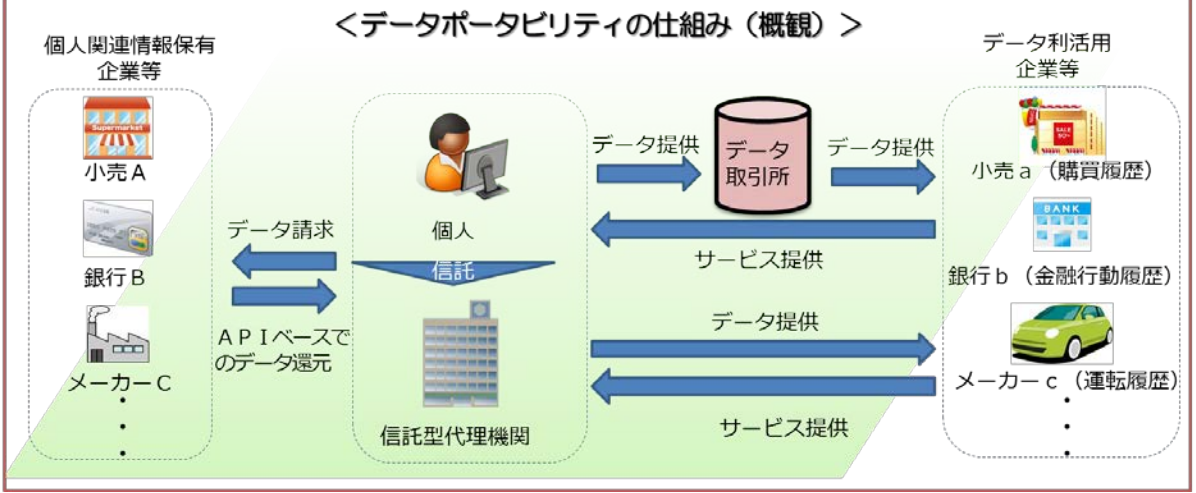 ＜データポータビリティの仕組み（概観）＞
個人関連情報保有
企業等
Supermarket
小売Ａ
銀行Ｂ
メーカーＣ
・
・
・
データ請求
ＡＰＩベースで
のデータ還元
個人
信託
信託型代理機関
データ提供
データ
取引所
データ提供
サービス提供
データ提供
サービス提供
データ利活用
企業等
SALE
小売ａ（購買履歴）
BANK
銀行ｂ（金融行動履歴）
メーカーｃ（運転履歴）
・
・
・